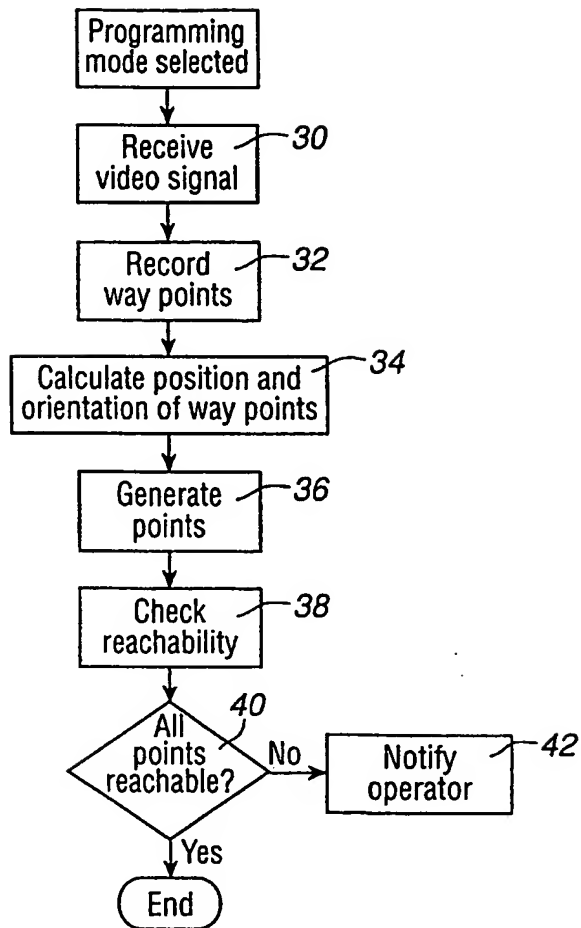 Programming
mode selected
Receive
video signal
30
Record
way points
32
Calculate position and
orientation of way points
34
Generate
points
36
Check
reachability
38
All
points
reachable?
40
No
Notify
operator
42
Yes
End